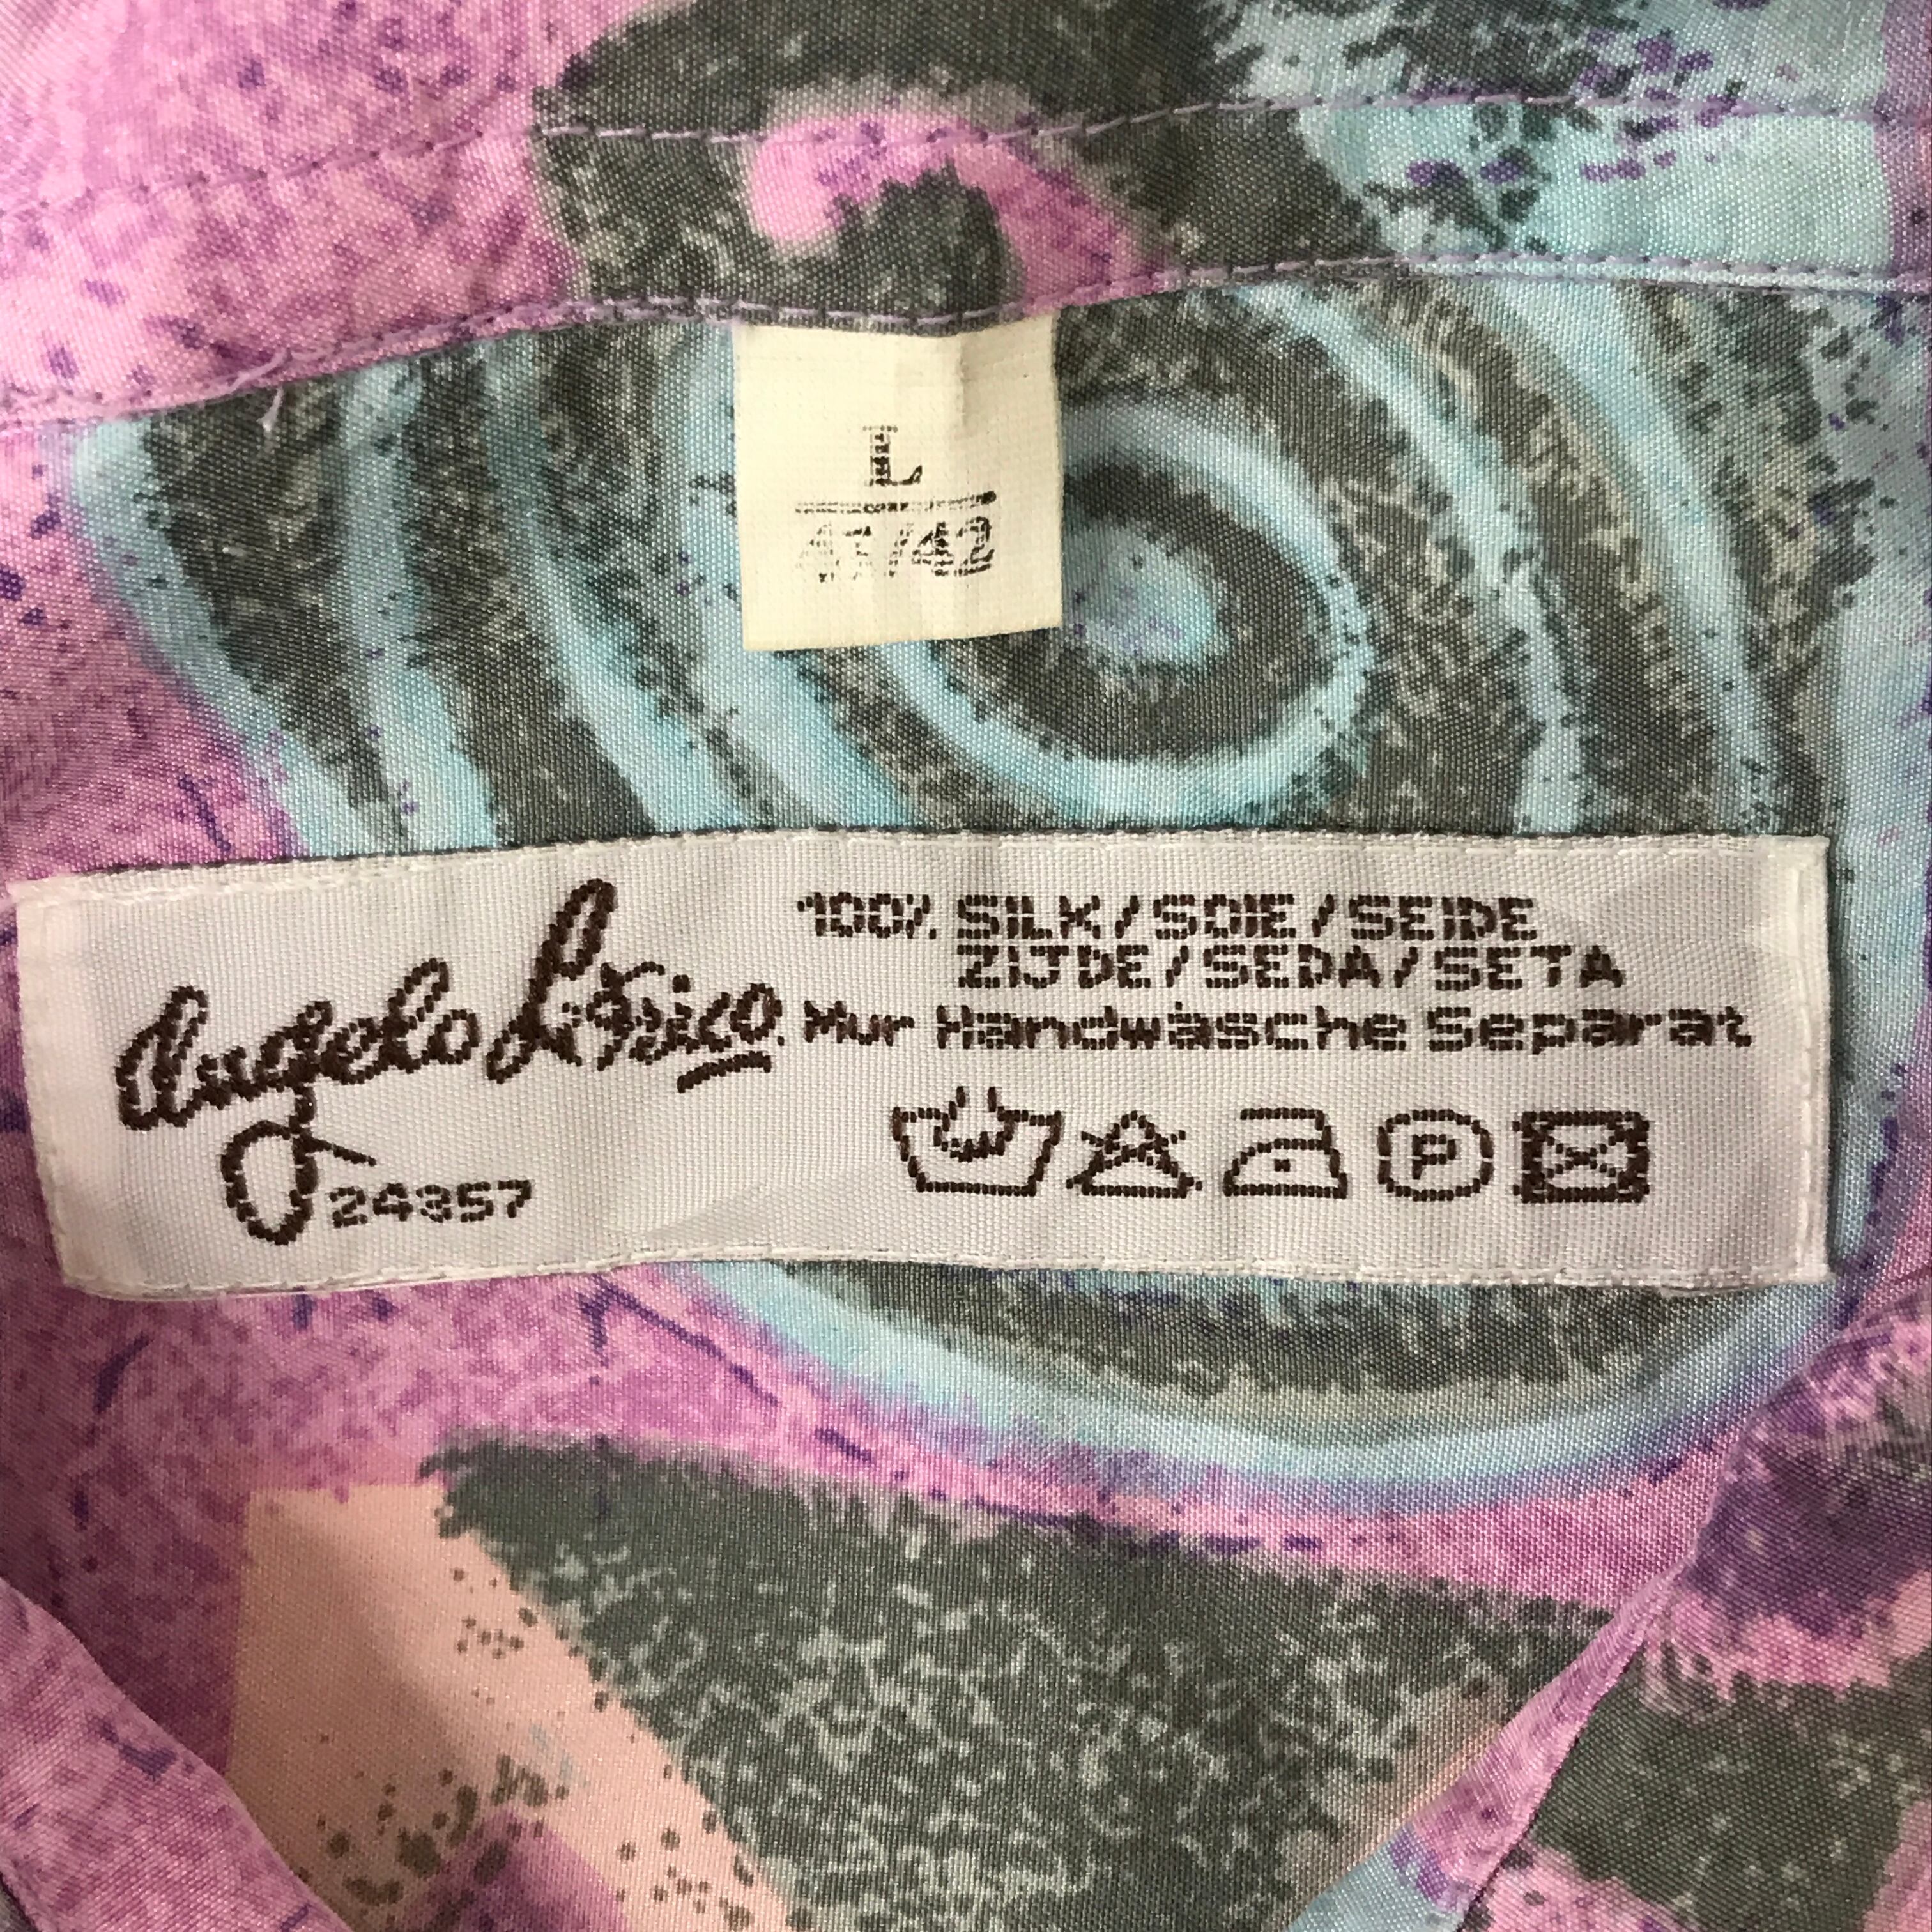 L
41/42
Angelo Litrico
24357
100% SILK/SOIE/SEIDE
ZIJDE/SEDA/SETA
Nur Handwäsche Separat
P